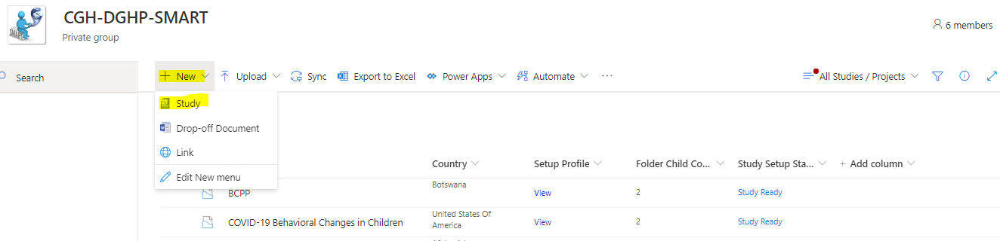 CGH-DGHP-SMART
Private group
6 members
SMART
Search
New
Upload
Sync
Export to Excel
Power Apps
Automate
All Studies / Projects
Study
Drop-off Document
Link
Edit New menu
Country
Setup Profile
Folder Child Co...
Study Setup Sta...
Add column
BCPP
Botswana
View
2
Study Ready
COVID-19 Behavioral Changes in Children
United States Of
America
View
2
Study Ready